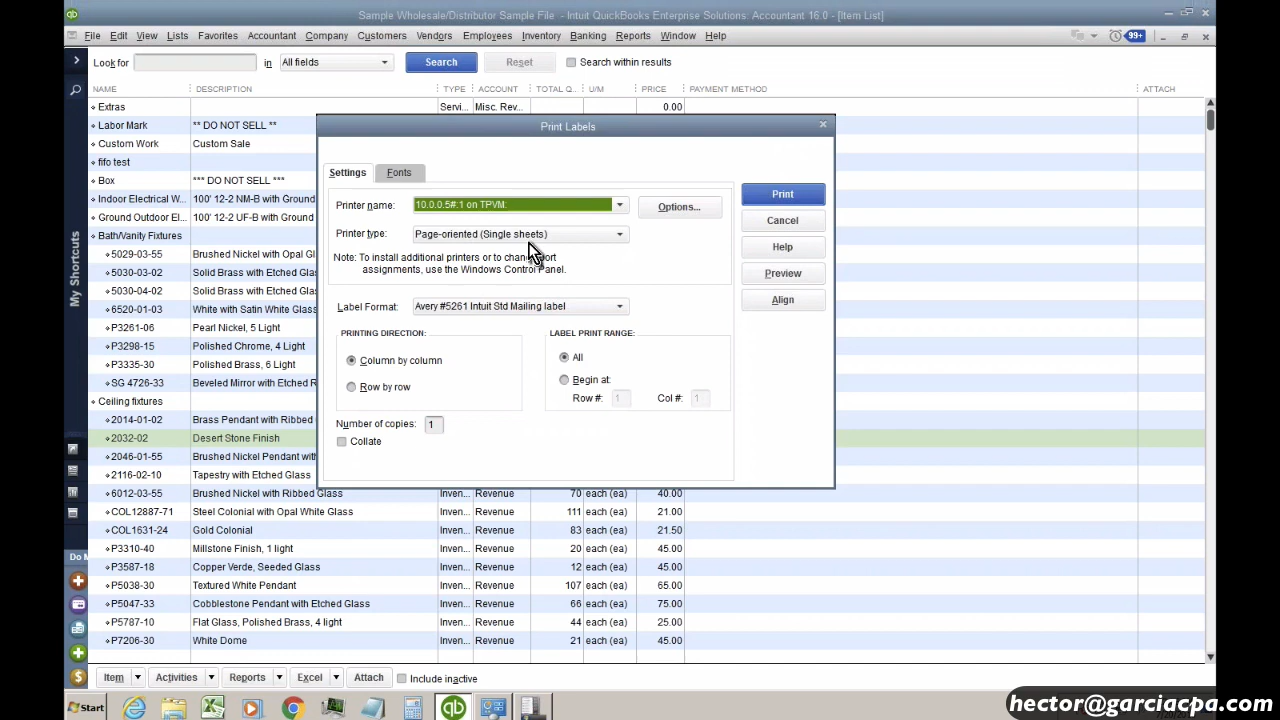 Sample Wholesale/Distributor Sample File - Intuit QuickBooks Enterprise Solutions: Accountant 16.0 - [Item List]
File Edit View Lists Favorites Accountant Company Customers Vendors Employees Inventory Banking Reports Window Help 99+
Look for in All fields Search Reset Search within results
NAME DESCRIPTION TYPE ACCOUNT TOTAL Q.. U/M PRICE PAYMENT METHOD ATTACH
Extras Servi... Misc. Rev... 0.00
Labor Mark ** DO NOT SELL **
Print Labels
Custom Work Custom Sale
fifo test
Settings Fonts
Box *** DO NOT SELL ***
Print
Indoor Electrical W... 100' 12-2 NM-B with Ground
Printer name: 10.0.0.5#:1 on TPVM: Options...
Ground Outdoor El... 100' 12-2 UF-B with Ground
Cancel
Bath/Vanity Fixtures
Printer type: Page-oriented (Single sheets)
Help
5029-03-55 Brushed Nickel with Opal Gl
Note: To install additional printers or to change port
assignments, use the Windows Control Panel.
5030-03-02 Solid Brass with Etched Glas
Preview
5030-04-02 Solid Brass with Etched Glas
Align
6520-01-03 White with Satin White Glass
Label Format: Avery #5261 Intuit Std Mailing label
P3261-06 Pearl Nickel, 5 Light
PRINTING DIRECTION: LABEL PRINT RANGE:
P3298-15 Polished Chrome, 4 Light
Column by column All
P3335-30 Polished Brass, 6 Light
SG 4726-33 Beveled Mirror with Etched R
Row by row Begin at:
Ceiling fixtures
Row #: 1 Col #: 1
2014-01-02 Brass Pendant with Ribbed
Number of copies: 1
2032-02 Desert Stone Finish
Collate
2046-01-55 Brushed Nickel Pendant with
2116-02-10 Tapestry with Etched Glass
6012-03-55 Brushed Nickel with Ribbed Glass Inven... Revenue 70 each (ea) 40.00
COL12887-71 Steel Colonial with Opal White Glass Inven... Revenue 111 each (ea) 21.00
COL1631-24 Gold Colonial Inven... Revenue 83 each (ea) 21.50
P3310-40 Millstone Finish, 1 light Inven... Revenue 20 each (ea) 45.00
P3587-18 Copper Verde, Seeded Glass Inven... Revenue 12 each (ea) 45.00
P5038-30 Textured White Pendant Inven... Revenue 107 each (ea) 65.00
P5047-33 Cobblestone Pendant with Etched Glass Inven... Revenue 66 each (ea) 75.00
P5787-10 Flat Glass, Polished Brass, 4 light Inven... Revenue 44 each (ea) 25.00
P7206-30 White Dome Inven... Revenue 21 each (ea) 45.00
My Shortcuts
Do M
Item Activities Reports Excel Attach Include inactive
Start
hector@garciacpa.com